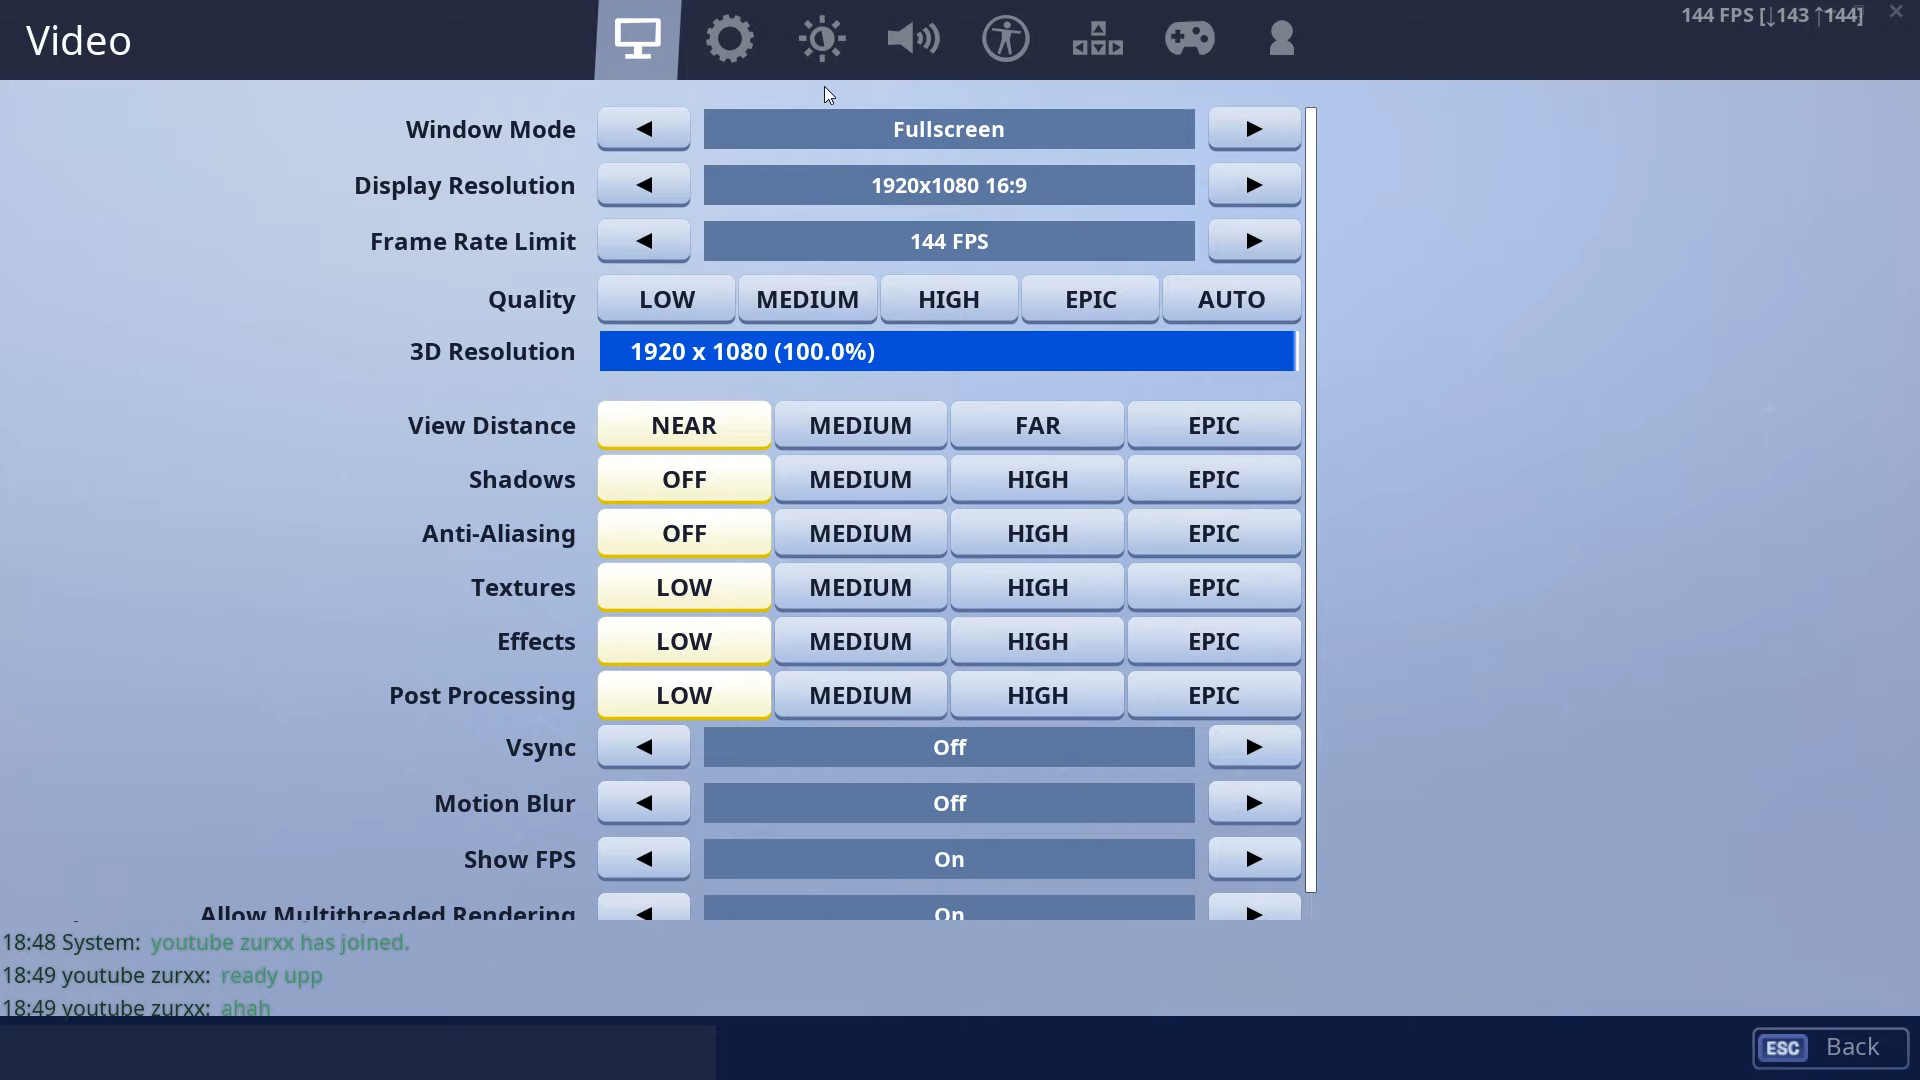 Video
144 FPS [↓143 ↑144]
Window Mode ◀ Fullscreen ▶
Display Resolution ◀ 1920x1080 16:9 ▶
Frame Rate Limit ◀ 144 FPS ▶
Quality LOW MEDIUM HIGH EPIC AUTO
3D Resolution 1920 x 1080 (100.0%)
View Distance NEAR MEDIUM FAR EPIC
Shadows OFF MEDIUM HIGH EPIC
Anti-Aliasing OFF MEDIUM HIGH EPIC
Textures LOW MEDIUM HIGH EPIC
Effects LOW MEDIUM HIGH EPIC
Post Processing LOW MEDIUM HIGH EPIC
Vsync ◀ Off ▶
Motion Blur ◀ Off ▶
Show FPS ◀ On ▶
Allow Multithreaded Rendering ◀ On ▶
18:48 System: youtube zurxx has joined.
18:49 youtube zurxx: ready upp
18:49 youtube zurxx: ahah
ESC Back